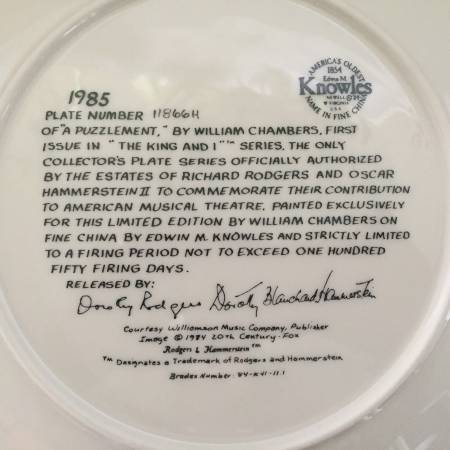 AMERICA'S OLDEST
1854
Edwin M.
Knowles
NEWELL
W VIRGINIA
U.S.A.
NAME IN FINE CHINA
1985
PLATE NUMBER 11866H
OF "A PUZZLEMENT," BY WILLIAM CHAMBERS, FIRST
ISSUE IN "THE KING AND I"™ SERIES, THE ONLY
COLLECTOR'S PLATE SERIES OFFICIALLY AUTHORIZED
BY THE ESTATES OF RICHARD RODGERS AND OSCAR
HAMMERSTEIN II TO COMMEMORATE THEIR CONTRIBUTION
TO AMERICAN MUSICAL THEATRE. PAINTED EXCLUSIVELY
FOR THIS LIMITED EDITION BY WILLIAM CHAMBERS ON
FINE CHINA BY EDWIN M. KNOWLES AND STRICTLY LIMITED
TO A FIRING PERIOD NOT TO EXCEED ONE HUNDRED
FIFTY FIRING DAYS.
RELEASED BY:
Dorothy Rodgers Dorothy Blanchard Hammerstein
Courtesy Williamson Music Company, Publisher
Image © 1984 20th Century-Fox
Rodgers & Hammerstein™
™ Designates a Trademark of Rodgers and Hammerstein
Bradex Number: 84-K41-11.1